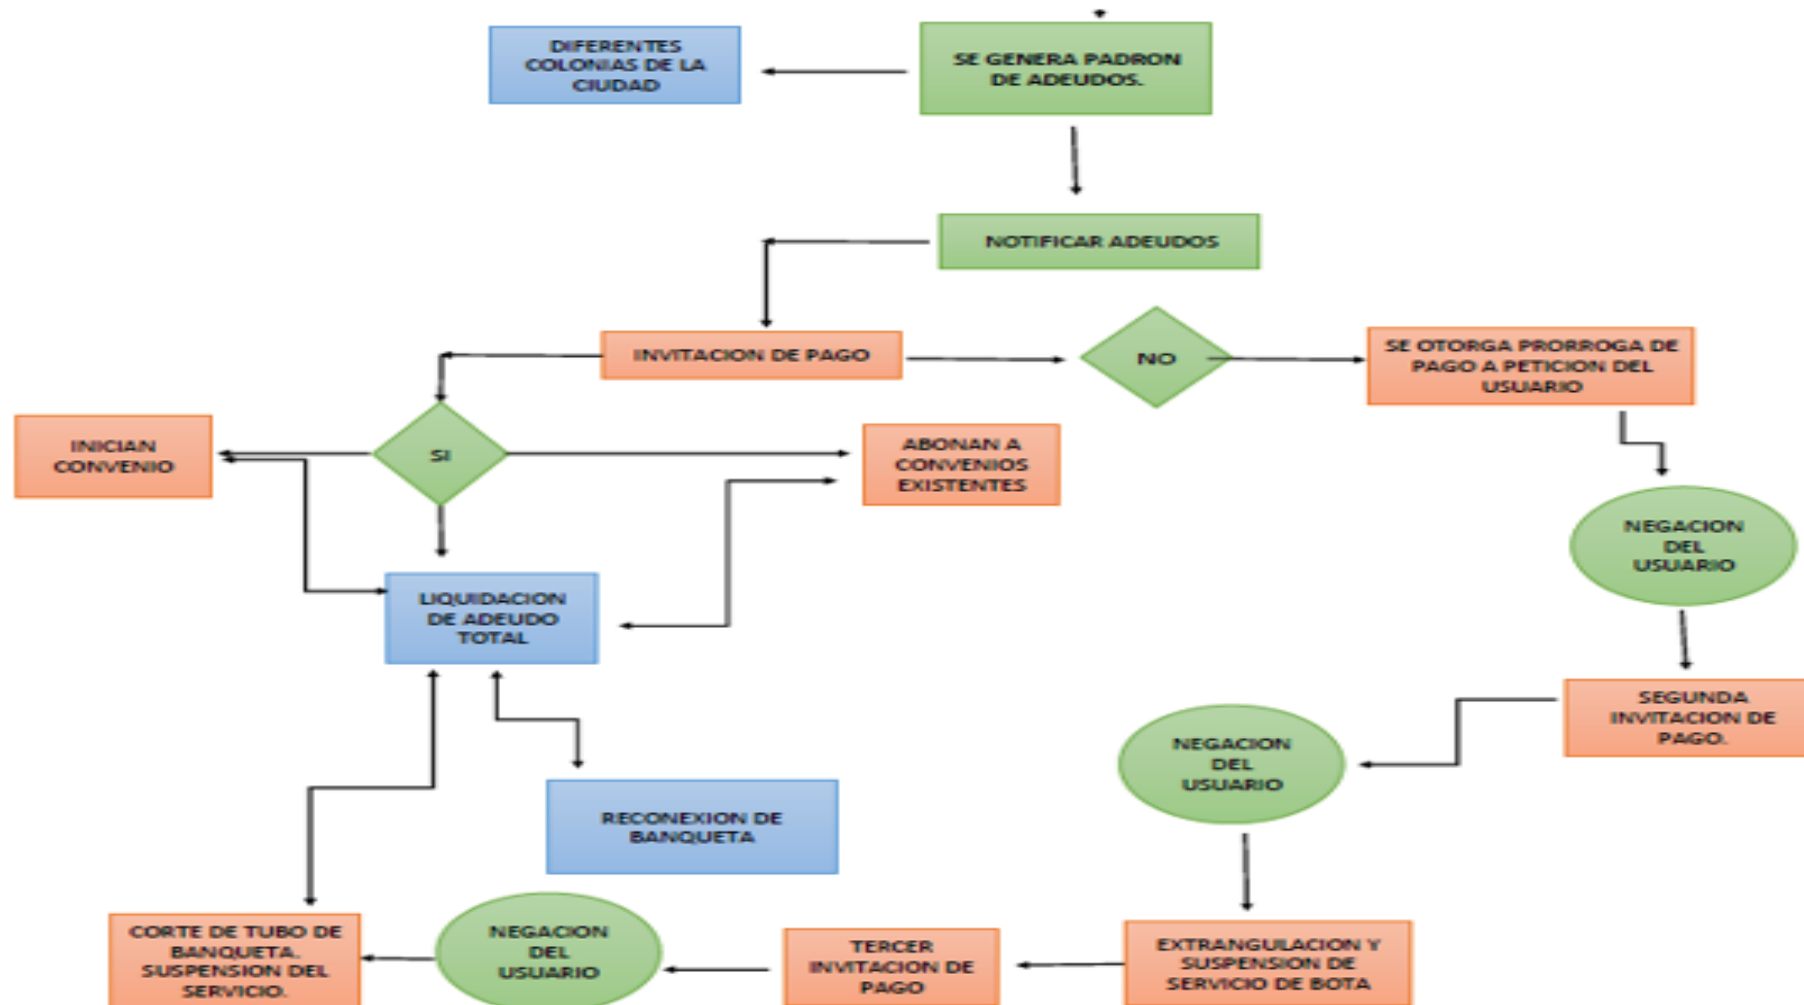 DIFERENTES
COLONIAS DE LA
CIUDAD
SE GENERA PADRON
DE ADEUDOS.
NOTIFICAR ADEUDOS
INVITACION DE PAGO
NO
SE OTORGA PRORROGA DE
PAGO A PETICION DEL
USUARIO
INICIAN
CONVENIO
SI
ABONAN A
CONVENIOS
EXISTENTES
NEGACION
DEL
USUARIO
LIQUIDACION
DE ADEUDO
TOTAL
SEGUNDA
INVITACION DE
PAGO.
NEGACION
DEL
USUARIO
RECONEXION DE
BANQUETA
CORTE DE TUBO DE
BANQUETA.
SUSPENSION DEL
SERVICIO.
NEGACION
DEL
USUARIO
TERCER
INVITACION DE
PAGO
EXTRANGULACION Y
SUSPENSION DE
SERVICIO DE BOTA